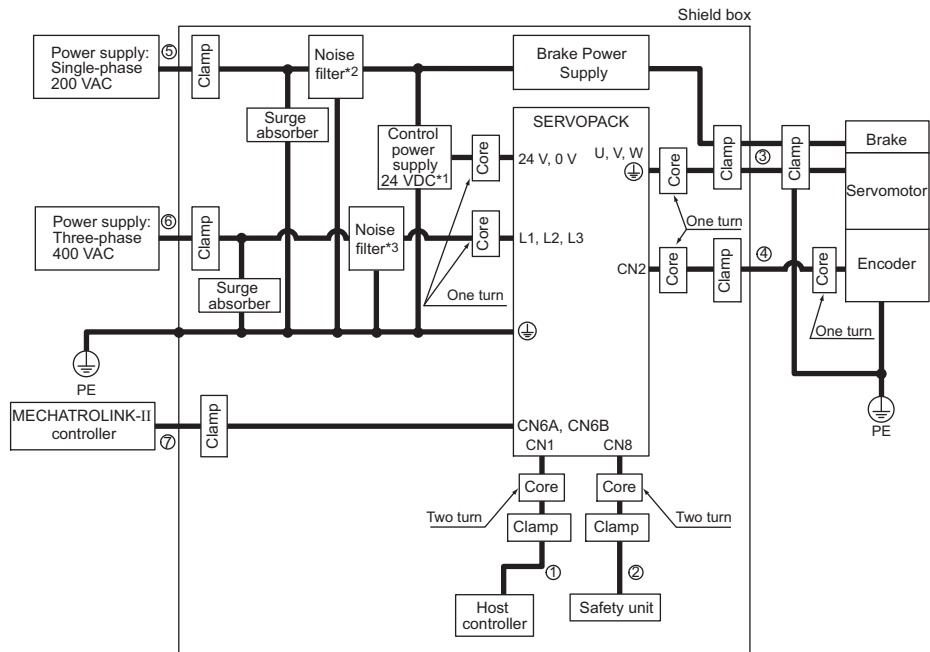 Shield box
Power supply:
Single-phase
200 VAC
⑤
Clamp
Noise
filter*2
Brake Power
Supply
Surge
absorber
Control
power
supply
24 VDC*1
Core
SERVOPACK
24 V, 0 V
U, V, W
Core
Clamp
③
Clamp
Brake
Servomotor
Power supply:
Three-phase
400 VAC
⑥
Clamp
Noise
filter*3
Core
L1, L2, L3
One turn
CN2
Core
Clamp
④
Core
Encoder
Surge
absorber
One turn
One turn
PE
PE
MECHATROLINK-II
controller
⑦
Clamp
CN6A, CN6B
CN1
CN8
Core
Core
Two turn
Two turn
Clamp
Clamp
①
②
Host
controller
Safety unit